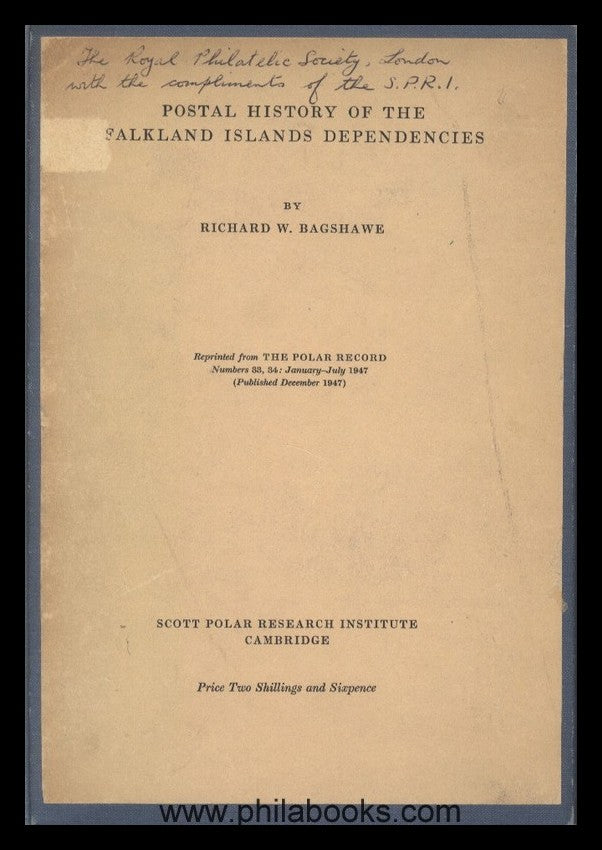 The Royal Philatelic Society, London
with the compliments of the S.P.R.I.
POSTAL HISTORY OF THE
FALKLAND ISLANDS DEPENDENCIES
BY
RICHARD W. BAGSHAWE
Reprinted from THE POLAR RECORD
Numbers 33, 34: January–July 1947
(Published December 1947)
SCOTT POLAR RESEARCH INSTITUTE
CAMBRIDGE
Price Two Shillings and Sixpence
www.philabooks.com